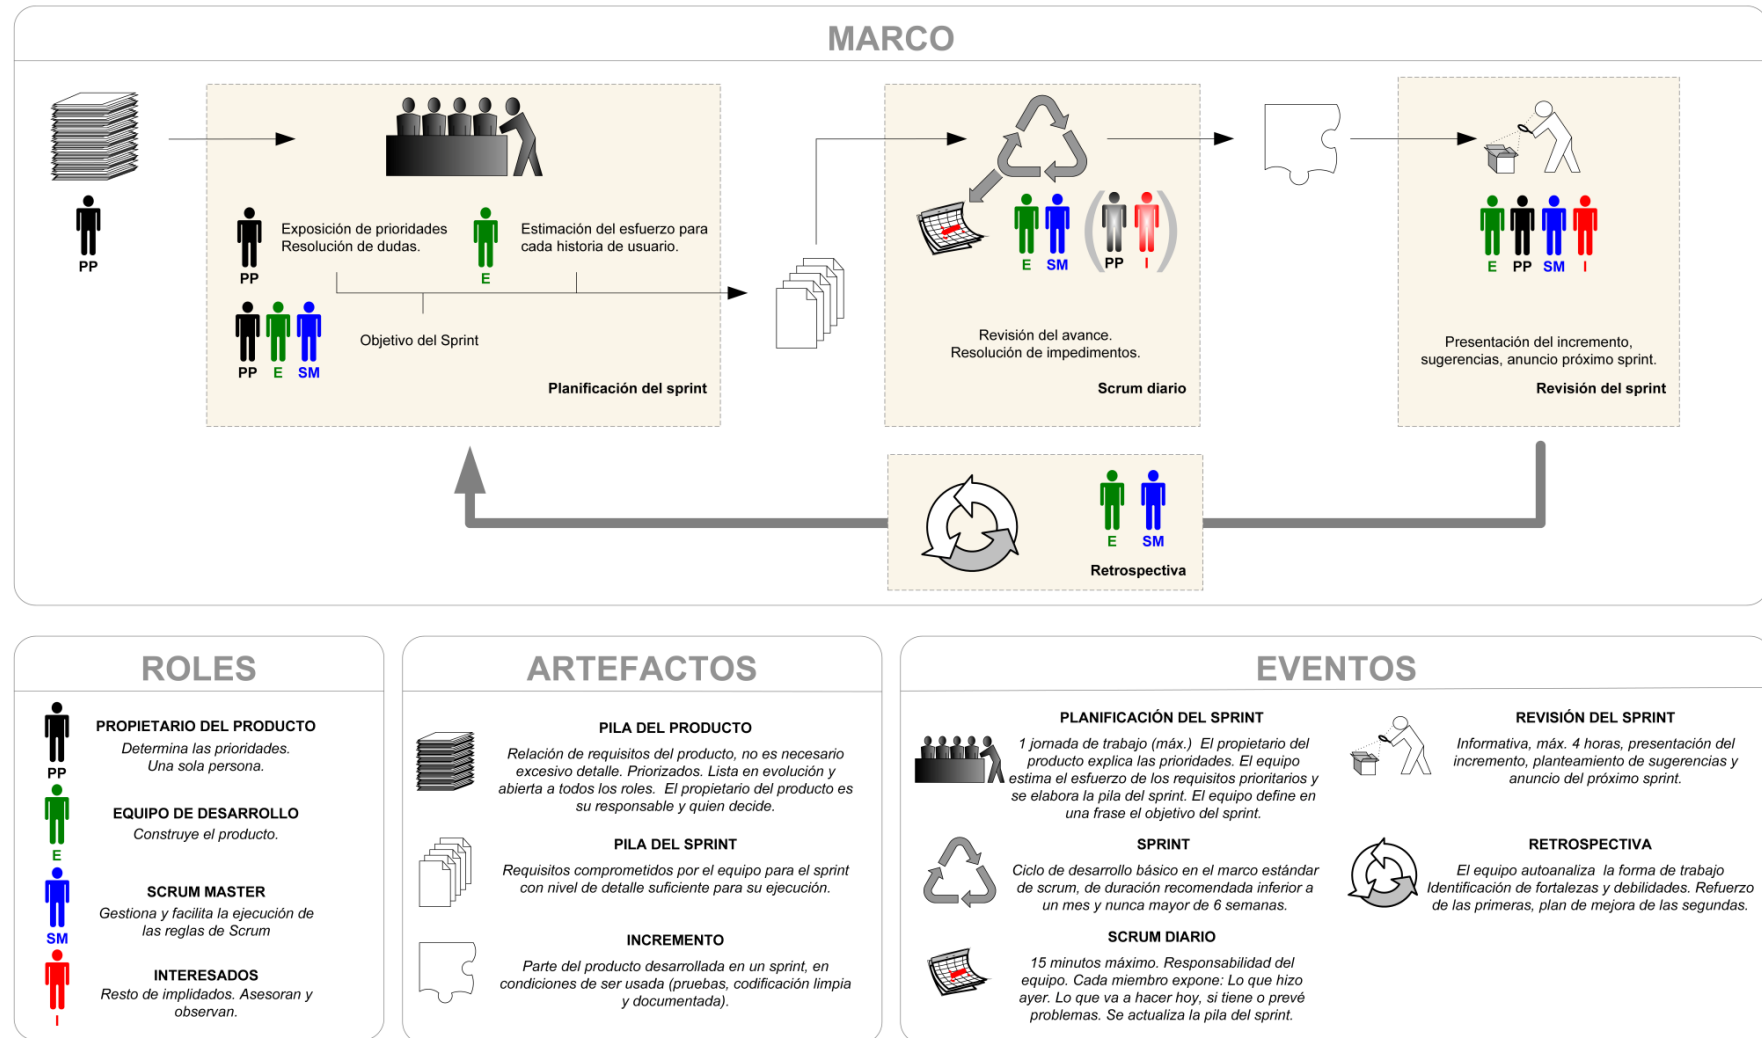 MARCO
PP
PP
Exposición de prioridades
Resolución de dudas.
E
Estimación del esfuerzo para
cada historia de usuario.
PP
E
SM
Objetivo del Sprint
Planificación del sprint
E
SM
PP
I
Revisión del avance.
Resolución de impedimentos.
Scrum diario
E
PP
SM
I
Presentación del incremento,
sugerencias, anuncio próximo sprint.
Revisión del sprint
E
SM
Retrospectiva
ROLES
PROPIETARIO DEL PRODUCTO
Determina las prioridades.
Una sola persona.
PP
EQUIPO DE DESARROLLO
Construye el producto.
E
SCRUM MASTER
Gestiona y facilita la ejecución de
las reglas de Scrum
SM
INTERESADOS
Resto de implidados. Asesoran y
observan.
I
ARTEFACTOS
PILA DEL PRODUCTO
Relación de requisitos del producto, no es necesario
excesivo detalle. Priorizados. Lista en evolución y
abierta a todos los roles. El propietario del producto es
su responsable y quien decide.
PILA DEL SPRINT
Requisitos comprometidos por el equipo para el sprint
con nivel de detalle suficiente para su ejecución.
INCREMENTO
Parte del producto desarrollada en un sprint, en
condiciones de ser usada (pruebas, codificación limpia
y documentada).
EVENTOS
PLANIFICACIÓN DEL SPRINT
1 jornada de trabajo (máx.) El propietario del
producto explica las prioridades. El equipo
estima el esfuerzo de los requisitos prioritarios y
se elabora la pila del sprint. El equipo define en
una frase el objetivo del sprint.
SPRINT
Ciclo de desarrollo básico en el marco estándar
de scrum, de duración recomendada inferior a
un mes y nunca mayor de 6 semanas.
SCRUM DIARIO
15 minutos máximo. Responsabilidad del
equipo. Cada miembro expone: Lo que hizo
ayer. Lo que va a hacer hoy, si tiene o prevé
problemas. Se actualiza la pila del sprint.
REVISIÓN DEL SPRINT
Informativa, máx. 4 horas, presentación del
incremento, planteamiento de sugerencias y
anuncio del próximo sprint.
RETROSPECTIVA
El equipo autoanaliza la forma de trabajo
Identificación de fortalezas y debilidades. Refuerzo
de las primeras, plan de mejora de las segundas.